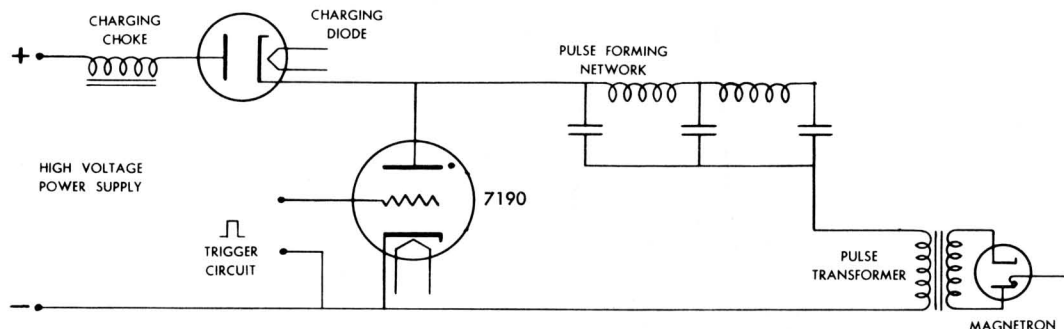 CHARGING
CHOKE
CHARGING
DIODE
+
PULSE FORMING
NETWORK
HIGH VOLTAGE
POWER SUPPLY
7190
TRIGGER
CIRCUIT
PULSE
TRANSFORMER
−
MAGNETRON